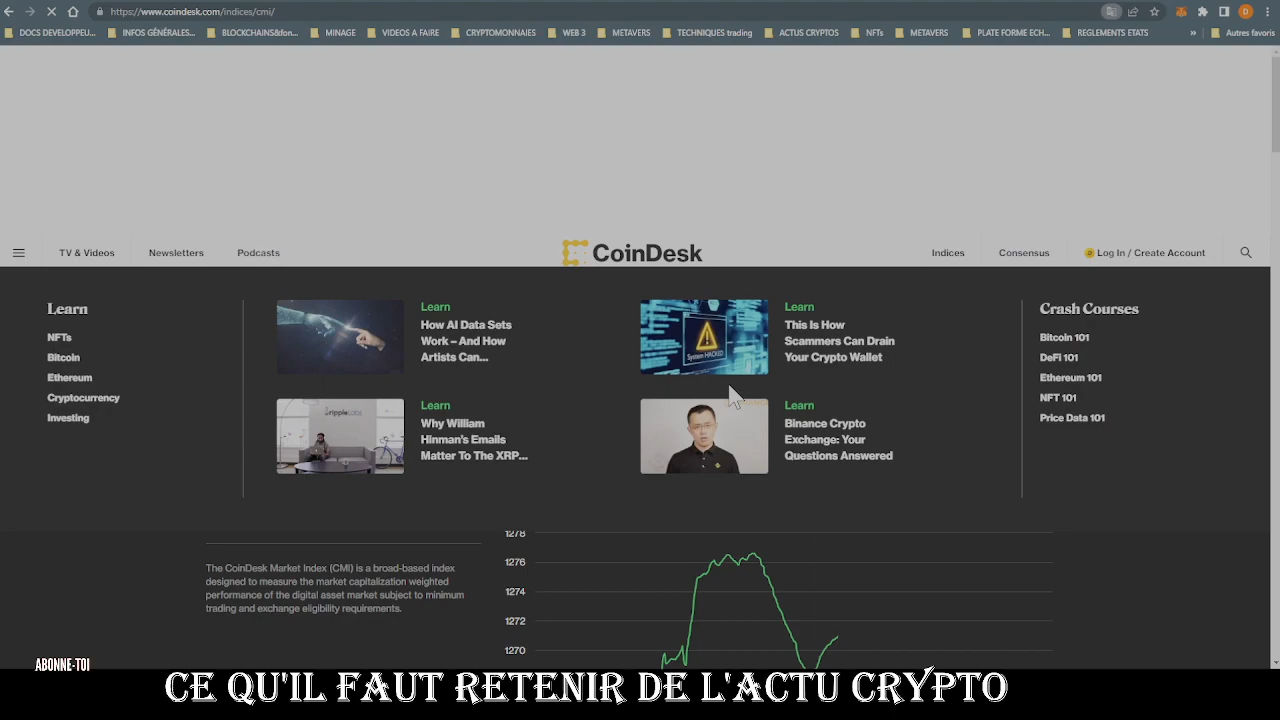 https://www.coindesk.com/indices/cmi/
D
DOCS DEVELOPPEU... INFOS GÉNÉRALES... BLOCKCHAINS&fon... MINAGE VIDEOS A FAIRE CRYPTOMONNAIES WEB 3 METAVERS TECHNIQUES trading ACTUS CRYPTOS NFTs METAVERS PLATE FORME ECH... REGLEMENTS ETATS » Autres favoris
TV & Videos Newsletters Podcasts CoinDesk Indices Consensus Log In / Create Account
Learn
NFTs
Bitcoin
Ethereum
Cryptocurrency
Investing
Learn
How AI Data Sets
Work – And How
Artists Can...
Learn
This Is How
Scammers Can Drain
Your Crypto Wallet
System HACKED
Learn
Why William
Hinman's Emails
Matter To The XRP...
rippleLabs
Learn
Binance Crypto
Exchange: Your
Questions Answered
Crash Courses
Bitcoin 101
DeFi 101
Ethereum 101
NFT 101
Price Data 101
The CoinDesk Market Index (CMI) is a broad-based index
designed to measure the market capitalization weighted
performance of the digital asset market subject to minimum
trading and exchange eligibility requirements.
1278
1276
1274
1272
1270
ABONNE-TOI
CE QU'IL FAUT RETENIR DE L'ACTU CRYPTO